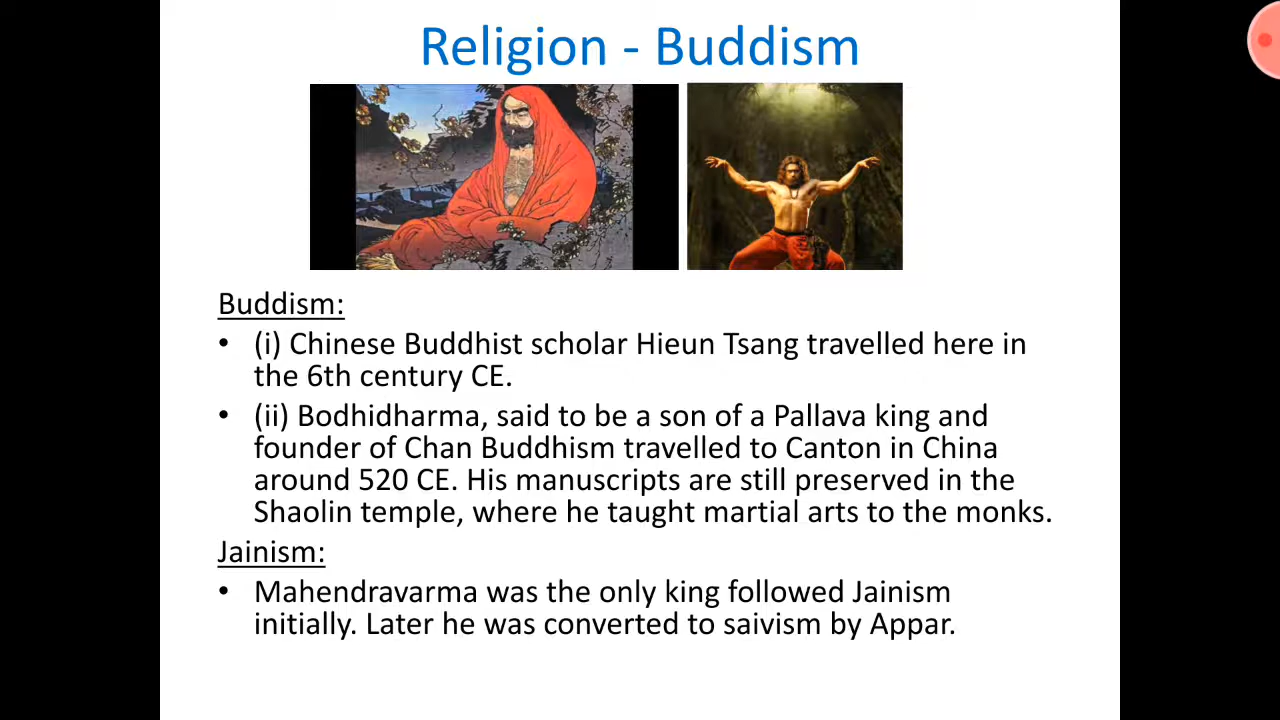 Religion - Buddism
Buddism:
• (i) Chinese Buddhist scholar Hieun Tsang travelled here in
the 6th century CE.
• (ii) Bodhidharma, said to be a son of a Pallava king and
founder of Chan Buddhism travelled to Canton in China
around 520 CE. His manuscripts are still preserved in the
Shaolin temple, where he taught martial arts to the monks.
Jainism:
• Mahendravarma was the only king followed Jainism
initially. Later he was converted to saivism by Appar.